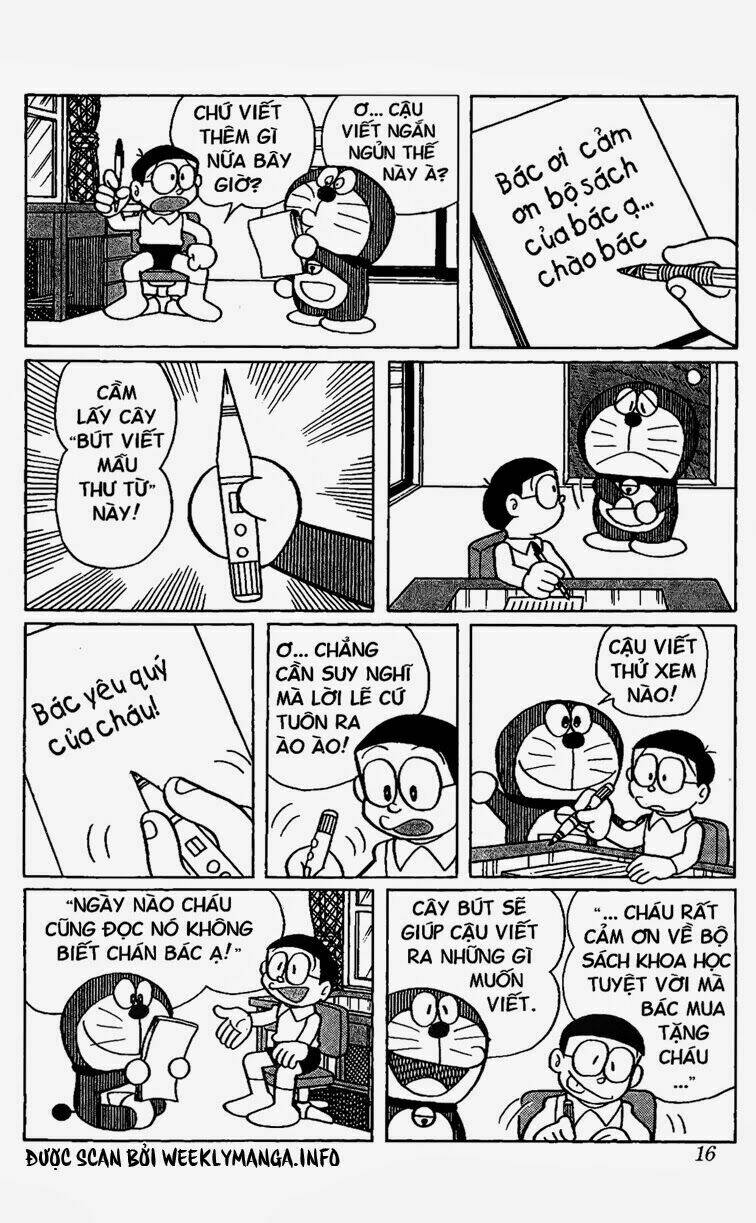 Bác ơi cảm
ơn bộ sách
của bác ạ...
chào bác
Ơ... CẬU
VIẾT NGẮN
NGỦN THẾ
NÀY À?
CHỨ VIẾT
THÊM GÌ
NỮA BÂY
GIỜ?
CẦM
LẤY CÂY
"BÚT VIẾT
MẪU
THƯ TỪ"
NÀY!
CẬU VIẾT
THỬ XEM
NÀO!
Ơ... CHẲNG
CẦN SUY NGHĨ
MÀ LỜI LẼ CỨ
TUÔN RA
ÀO ÀO!
Bác yêu quý
của cháu!
"... CHÁU RẤT
CẢM ƠN VỀ BỘ
SÁCH KHOA HỌC
TUYỆT VỜI MÀ
BÁC MUA
TẶNG
CHÁU
..."
CÂY BÚT SẼ
GIÚP CẬU VIẾT
RA NHỮNG GÌ
MUỐN
VIẾT.
"NGÀY NÀO CHÁU
CŨNG ĐỌC NÓ KHÔNG
BIẾT CHÁN BÁC Ạ!"
ĐƯỢC SCAN BỞI WEEKLYMANGA.INFO
16